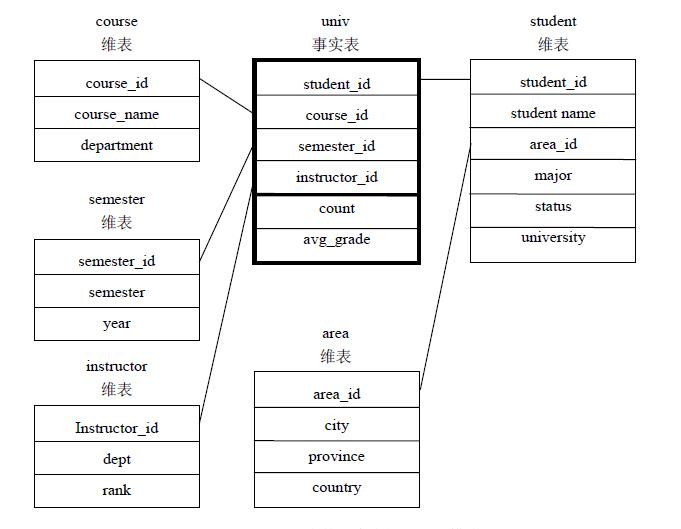 course
维表
course_id
course_name
department
semester
维表
semester_id
semester
year
instructor
维表
Instructor_id
dept
rank
univ
事实表
student_id
course_id
semester_id
instructor_id
count
avg_grade
area
维表
area_id
city
province
country
student
维表
student_id
student name
area_id
major
status
university